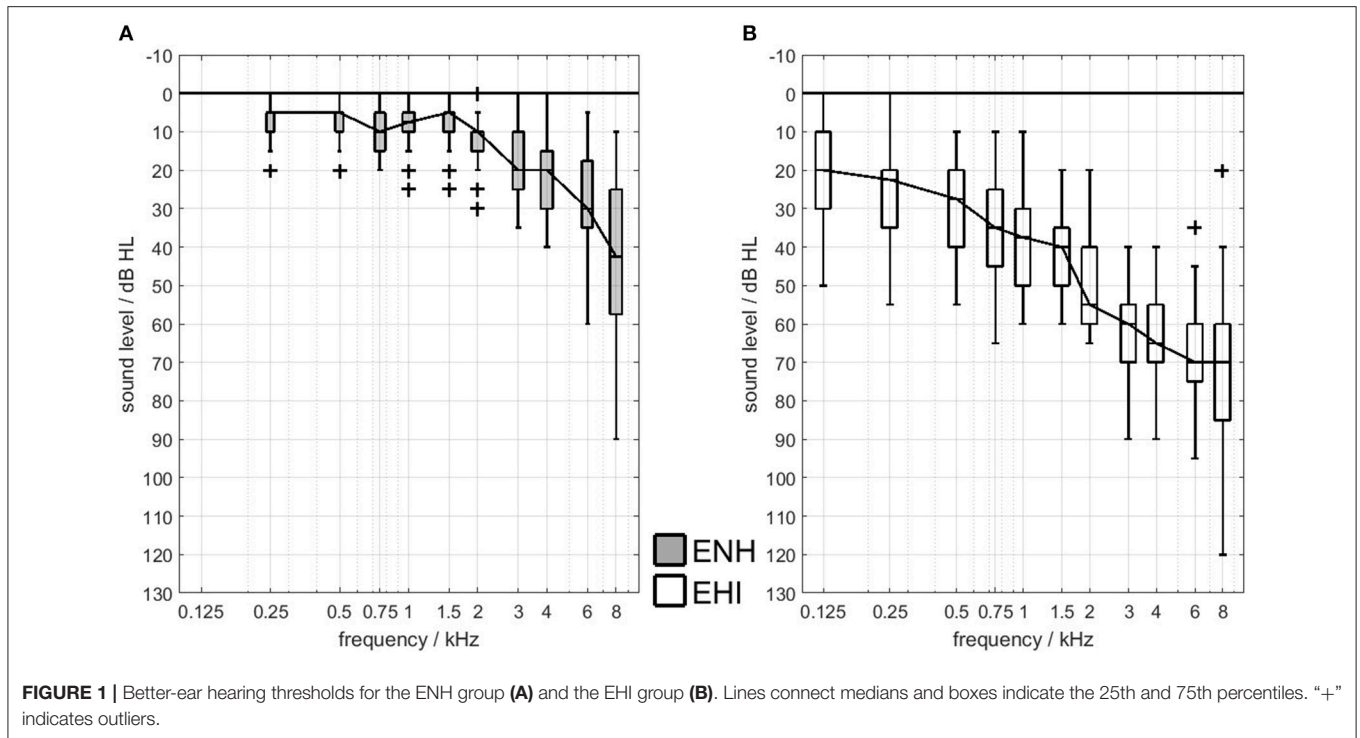 A
-10
0
10
20
30
40
50
60
70
80
90
100
110
120
130
sound level / dB HL
0.125 0.25 0.5 0.75 1 1.5 2 3 4 6 8
frequency / kHz
ENH
EHI
B
-10
0
10
20
30
40
50
60
70
80
90
100
110
120
130
sound level / dB HL
0.125 0.25 0.5 0.75 1 1.5 2 3 4 6 8
frequency / kHz
FIGURE 1 | Better-ear hearing thresholds for the ENH group (A) and the EHI group (B). Lines connect medians and boxes indicate the 25th and 75th percentiles. “+”
indicates outliers.